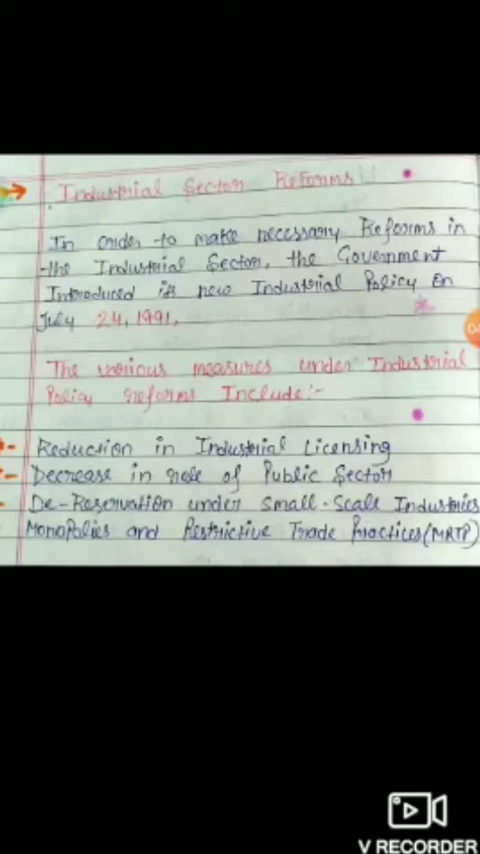 Industrial Sector Reforms!!
In order to make necessary Reforms in
the Industrial Sector, the Government
Introduced its new Industrial Policy on
July 24, 1991.
The various measures under Industrial
Policy reforms Include:-
- Reduction in Industrial Licensing
- Decrease in role of Public Sector
- De-Reservation under Small-Scale Industries
Monopolies and Restrictive Trade Practices (MRTP)
V RECORDER